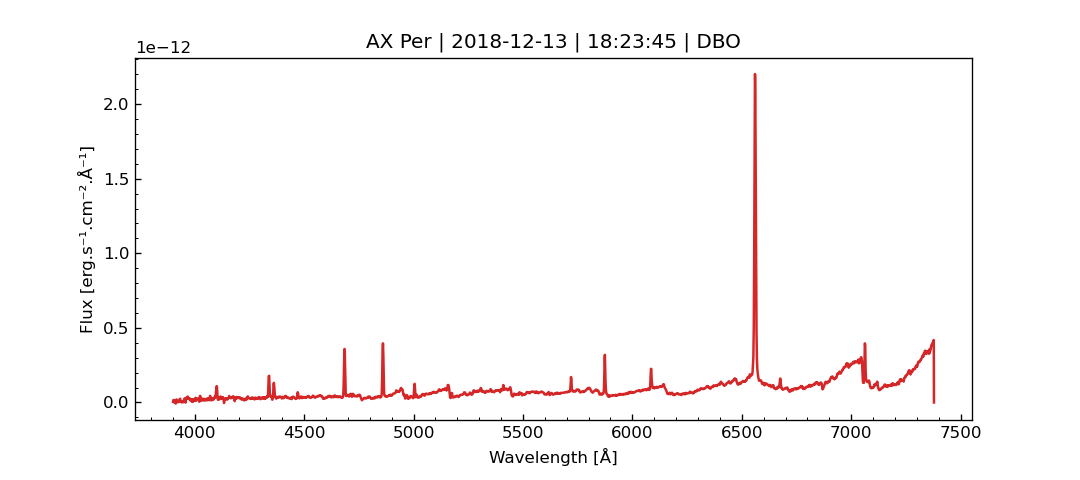 AX Per | 2018-12-13 | 18:23:45 | DBO
1e−12
2.0
1.5
1.0
0.5
0.0
Flux [erg.s⁻¹.cm⁻².Å⁻¹]
4000 4500 5000 5500 6000 6500 7000 7500
Wavelength [Å]